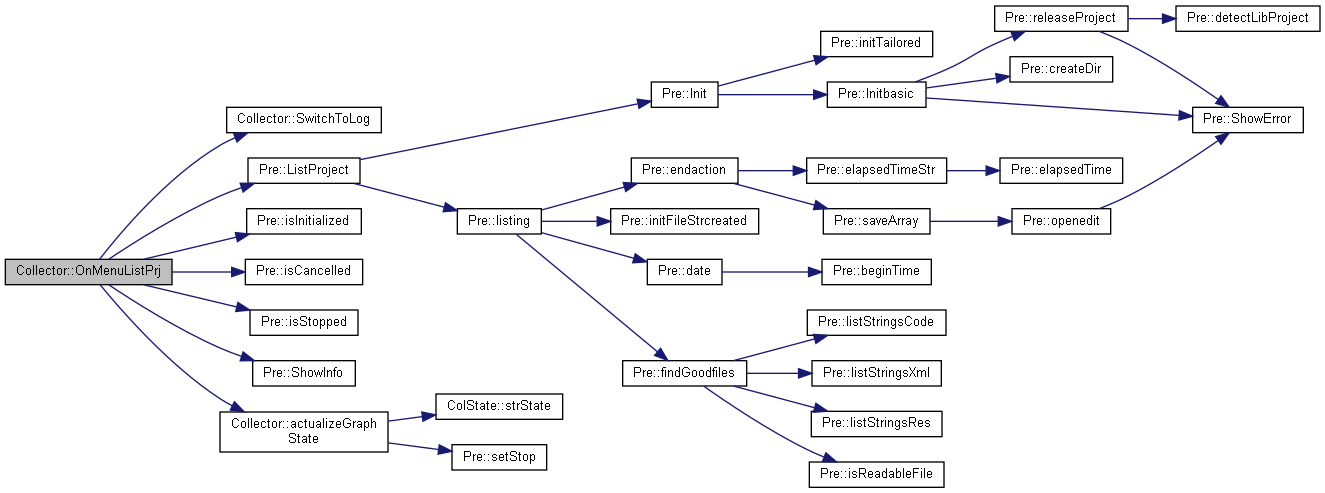 Pre::releaseProject
Pre::detectLibProject
Pre::initTailored
Pre::createDir
Pre::Init
Pre::Initbasic
Collector::SwitchToLog
Pre::ShowError
Pre::ListProject
Pre::endaction
Pre::elapsedTimeStr
Pre::elapsedTime
Pre::isInitialized
Pre::listing
Pre::initFileStrcreated
Pre::saveArray
Pre::openedit
Collector::OnMenuListPrj
Pre::isCancelled
Pre::date
Pre::beginTime
Pre::isStopped
Pre::listStringsCode
Pre::ShowInfo
Pre::findGoodfiles
Pre::listStringsXml
ColState::strState
Collector::actualizeGraph
State
Pre::listStringsRes
Pre::setStop
Pre::isReadableFile